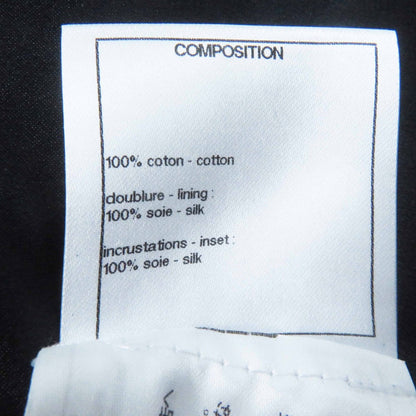 COMPOSITION
100% coton - cotton
doublure - lining :
100% soie - silk
incrustations - inset :
100% soie - silk